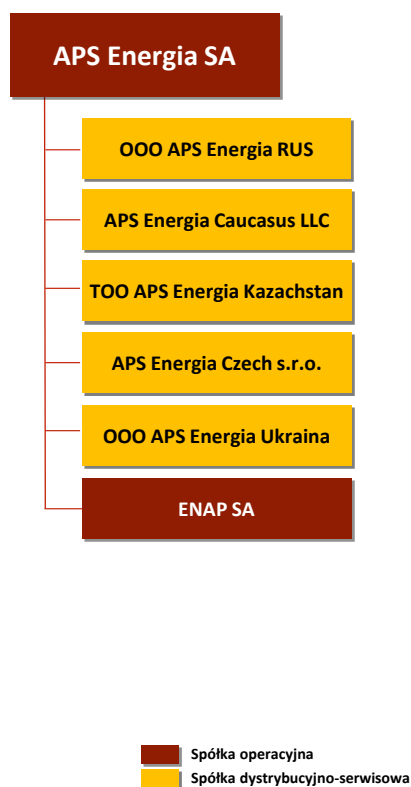 APS Energia SA
OOO APS Energia RUS
APS Energia Caucasus LLC
TOO APS Energia Kazachstan
APS Energia Czech s.r.o.
OOO APS Energia Ukraina
ENAP SA
Spółka operacyjna
Spółka dystrybucyjno-serwisowa